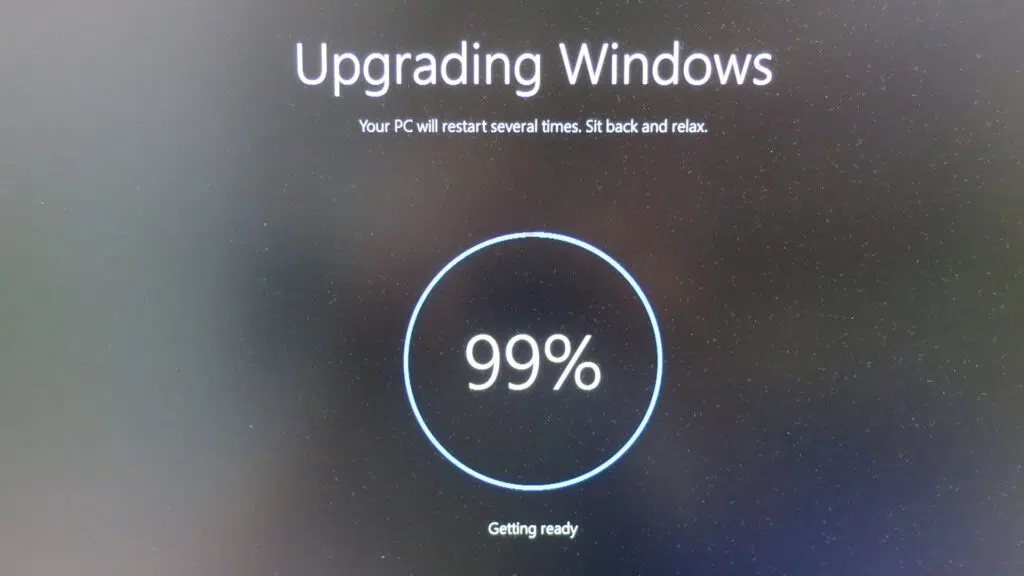 Upgrading Windows
Your PC will restart several times. Sit back and relax.
99%
Getting ready